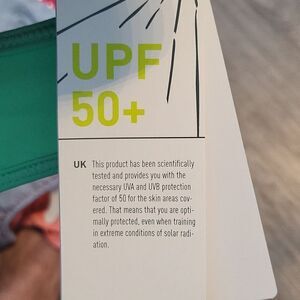 UPF
50+
UK This product has been scientifically
tested and provides you with the
necessary UVA and UVB protection
factor of 50 for the skin areas cov-
ered. That means that you are opti-
mally protected, even when training
in extreme conditions of solar radi-
ation.